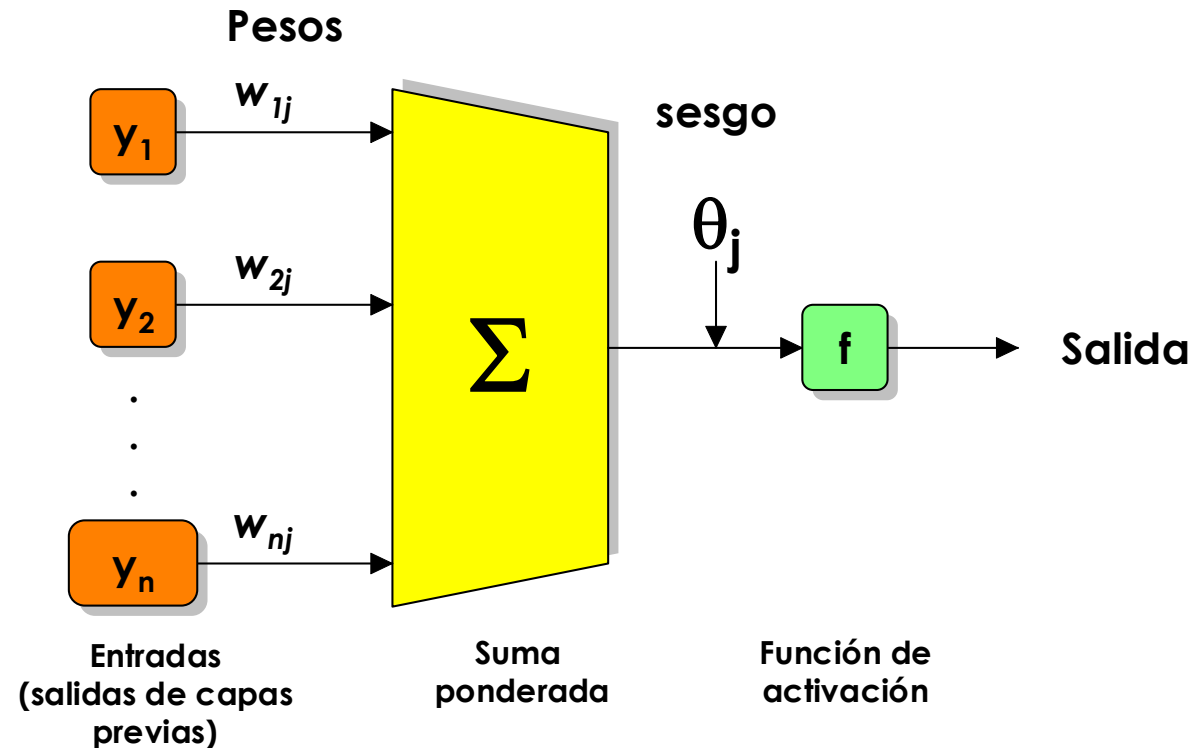 Pesos
w1j
y1
sesgo
θj
w2j
y2
Σ
f
Salida
.
.
.
wnj
yn
Entradas
(salidas de capas
previas)
Suma
ponderada
Función de
activación